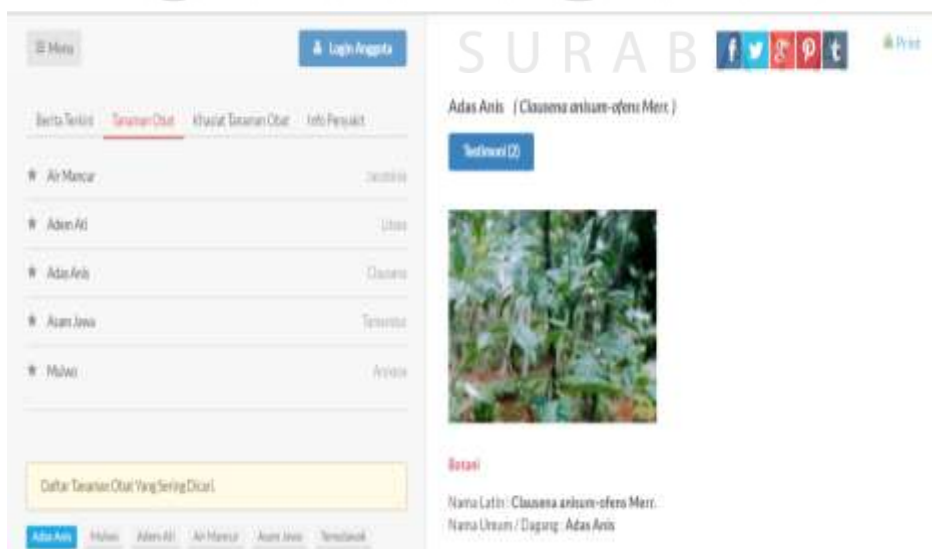 Menu
Login Anggota
Berita Terkini Tanaman Obat Khasiat Tanaman Obat Info Penyakit
Air Mancur
Adem Ati
Adas Anis
Asam Jawa
Mulwo
Daftar Tanaman Obat Yang Sering Dicari.
Adas Anis Mulwo Adem Ati Air Mancur Asam Jawa Temulawak
SURAB
Print
Adas Anis ( Clausena anisum-ofens Merr. )
Testimoni (2)
Botani
Nama Latin : Clausena anisum-ofens Merr.
Nama Umum / Dagang : Adas Anis